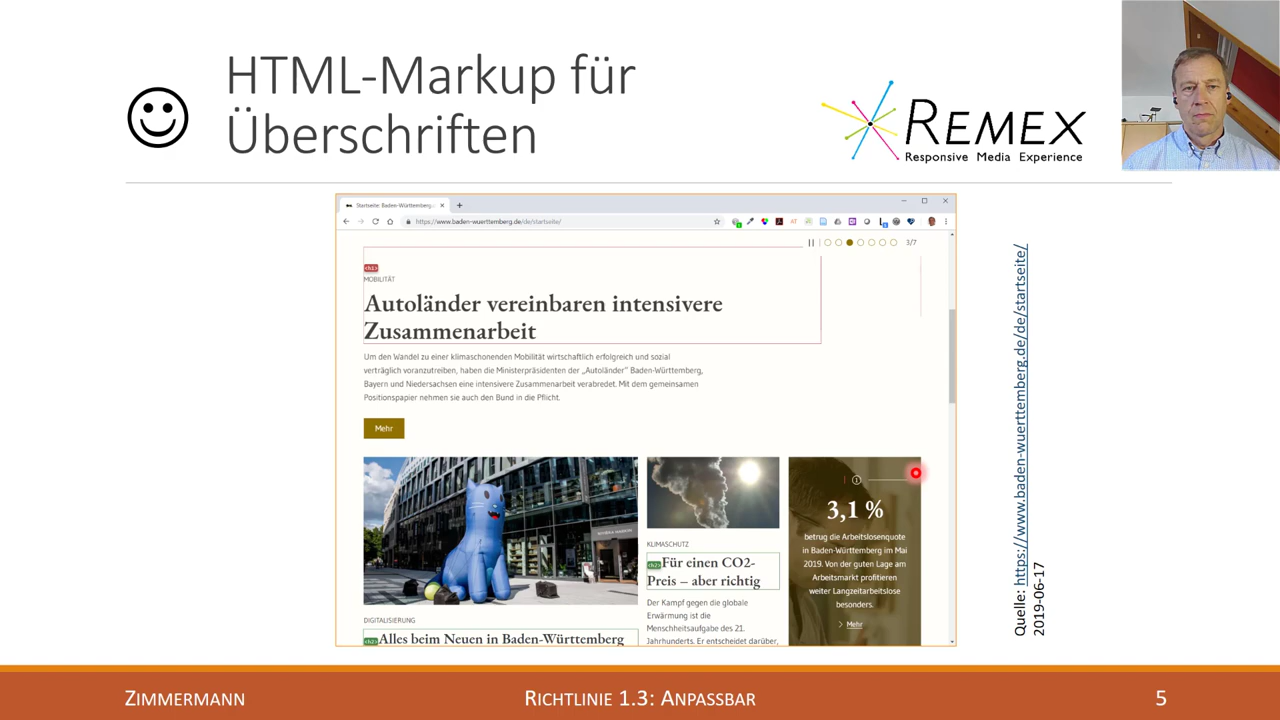 HTML-Markup für
Überschriften
REMEX
Responsive Media Experience
Startseite: Baden-Württemberg
https://www.baden-wuerttemberg.de/de/startseite/
3/7
<h1>
MOBILITÄT
Autoländer vereinbaren intensivere
Zusammenarbeit
Um den Wandel zu einer klimaschonenden Mobilität wirtschaftlich erfolgreich und sozial
verträglich voranzutreiben, haben die Ministerpräsidenten der „Autoländer" Baden-Württemberg,
Bayern und Niedersachsen eine intensivere Zusammenarbeit verabredet. Mit dem gemeinsamen
Positionspapier nehmen sie auch den Bund in die Pflicht.
Mehr
DIGITALISIERUNG
<h2>Alles beim Neuen in Baden-Württemberg
KLIMASCHUTZ
<h2>Für einen CO2-
Preis – aber richtig
Der Kampf gegen die globale
Erwärmung ist die
Menschheitsaufgabe des 21.
Jahrhunderts. Er entscheidet darüber,
3,1 %
betrug die Arbeitslosenquote
in Baden-Württemberg im Mai
2019. Von der guten Lage am
Arbeitsmarkt profitieren
weiter Langzeitarbeitslose
besonders.
Mehr
Quelle: https://www.baden-wuerttemberg.de/de/startseite/
2019-06-17
ZIMMERMANN
RICHTLINIE 1.3: ANPASSBAR
5